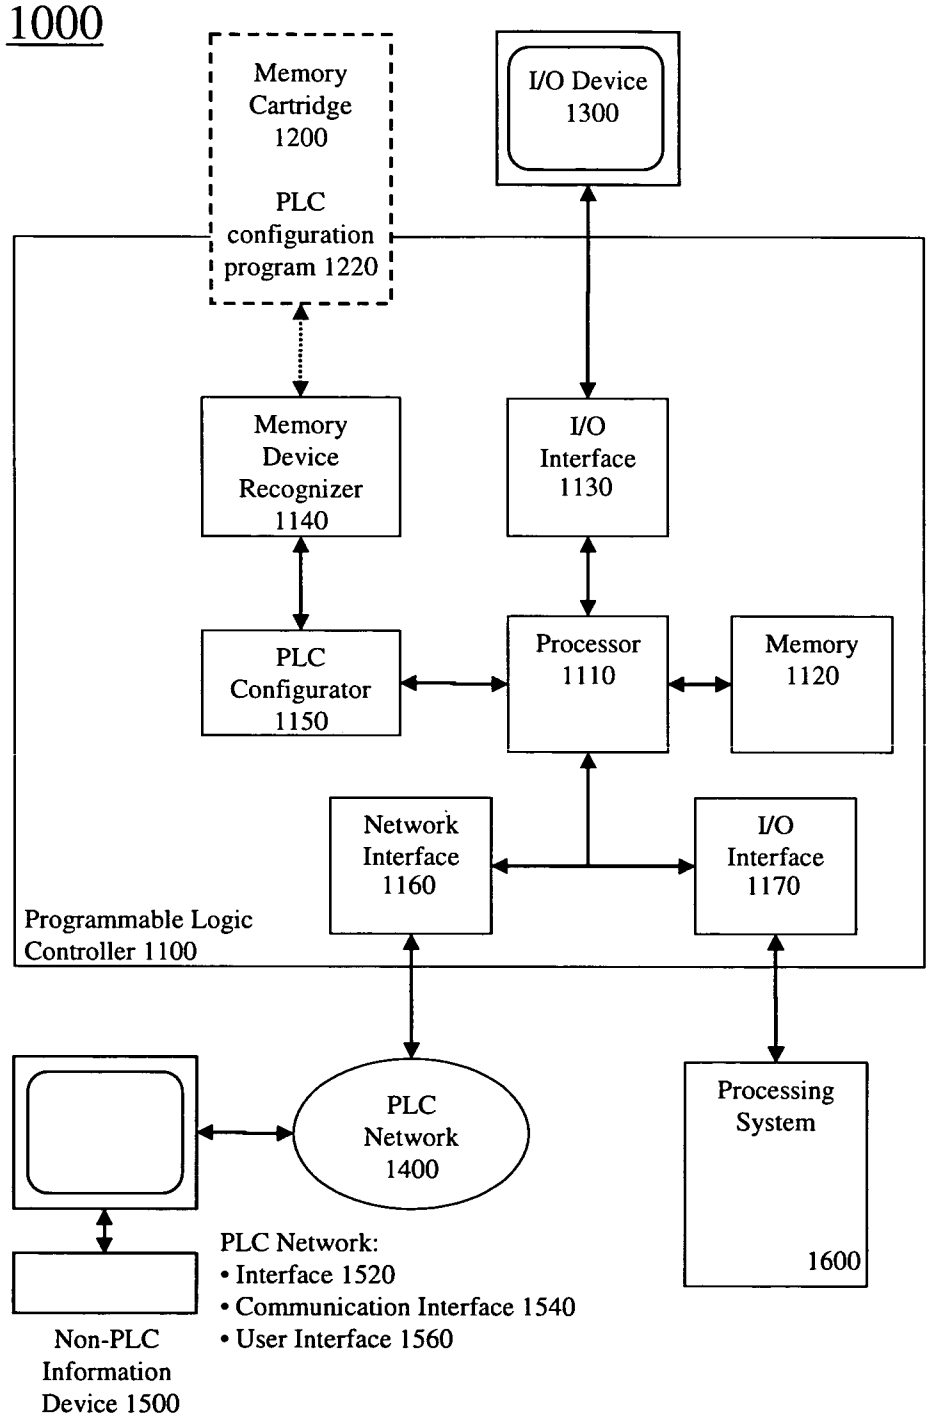 1000
Memory
Cartridge
1200
PLC
configuration
program 1220
I/O Device
1300
Memory
Device
Recognizer
1140
I/O
Interface
1130
PLC
Configurator
1150
Processor
1110
Memory
1120
Network
Interface
1160
I/O
Interface
1170
Programmable Logic
Controller 1100
PLC
Network
1400
Processing
System
1600
PLC Network:
• Interface 1520
• Communication Interface 1540
• User Interface 1560
Non-PLC
Information
Device 1500